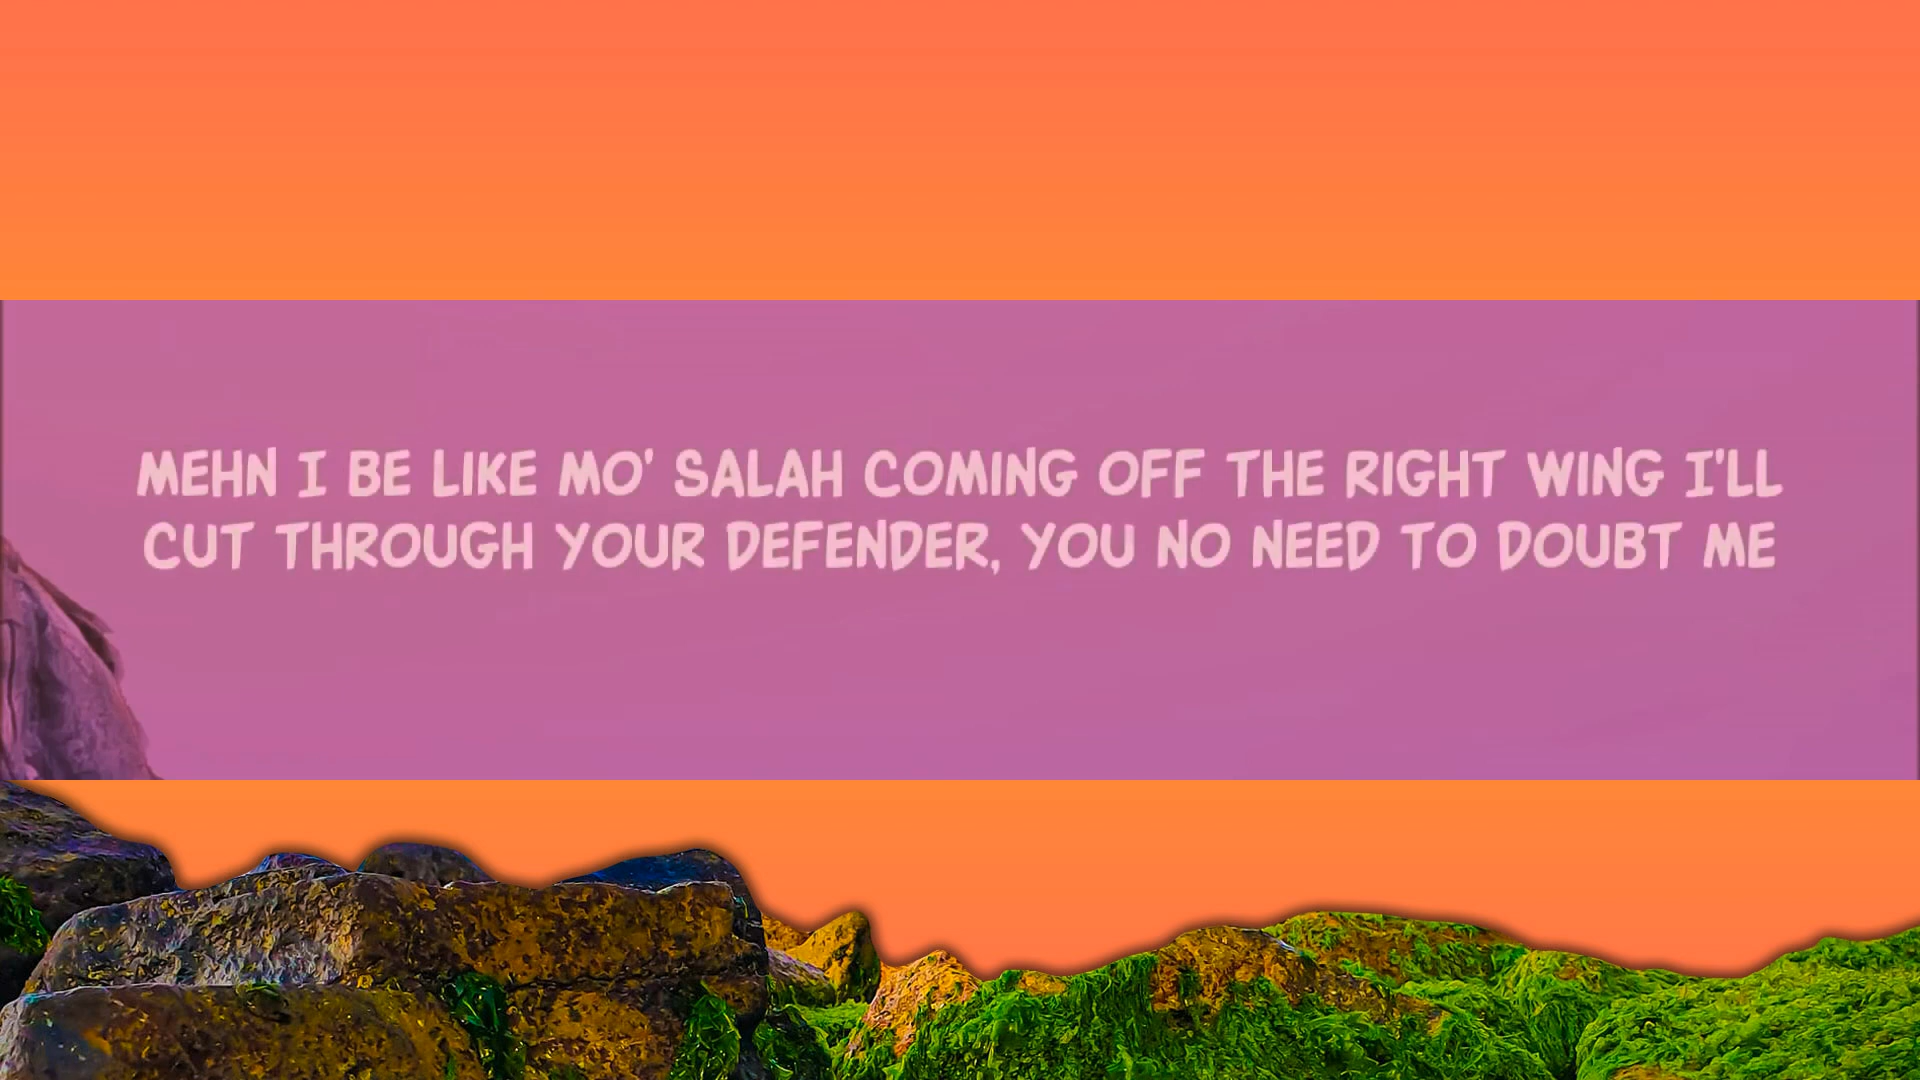 MEHN I BE LIKE MO' SALAH COMING OFF THE RIGHT WING I'LL
CUT THROUGH YOUR DEFENDER, YOU NO NEED TO DOUBT ME